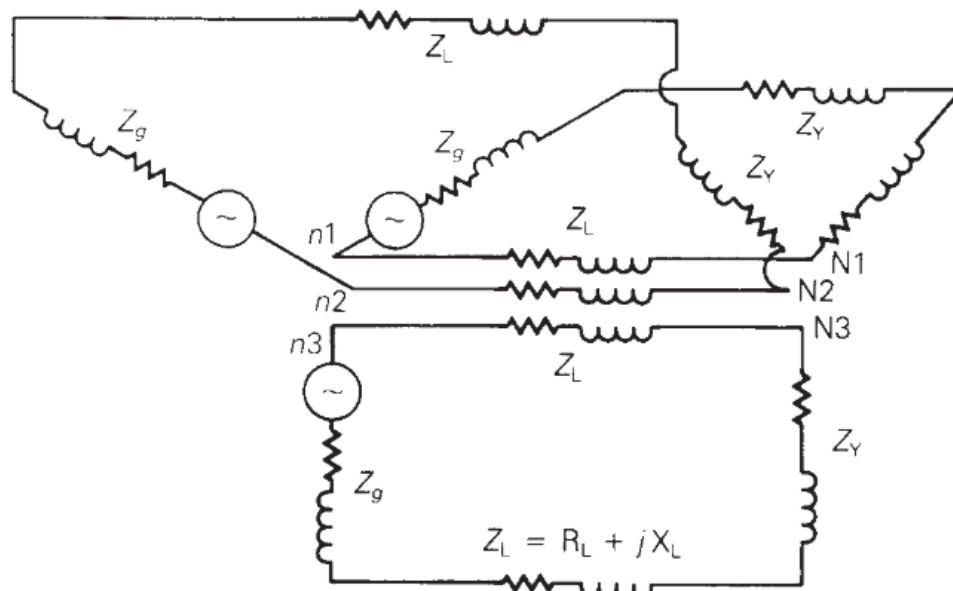 Z_L
Z_g
Z_g
Z_Y
Z_Y
n1
Z_L
N1
n2
N2
n3
N3
Z_L
Z_g
Z_Y
Z_L = R_L + jX_L